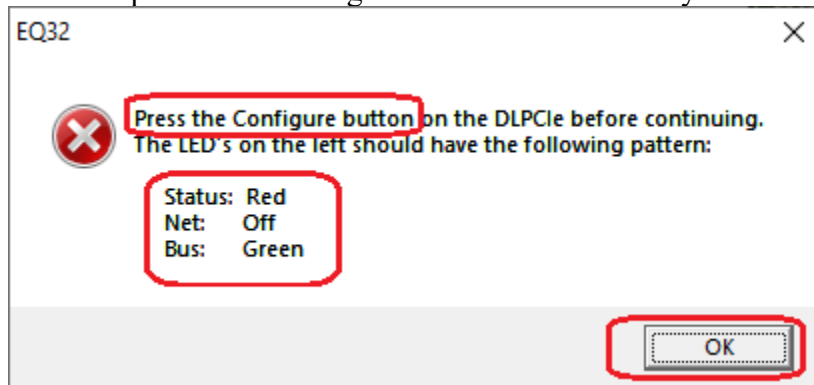 EQ32
Press the Configure button on the DLPCIe before continuing.
The LED's on the left should have the following pattern:
Status: Red
Net: Off
Bus: Green
OK